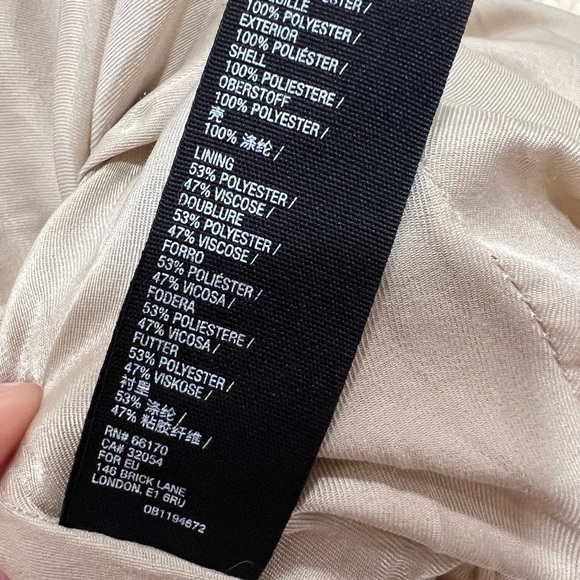 100% POLYESTER /
EXTERIOR
100% POLIÉSTER /
SHELL
100% POLIESTERE /
OBERSTOFF
100% POLYESTER /
壳
100% 涤纶 /
LINING
53% POLYESTER /
47% VISCOSE /
DOUBLURE
53% POLYESTER /
47% VISCOSE /
FORRO
53% POLIÉSTER /
47% VICOSA /
FODERA
53% POLIESTERE /
47% VICOSA /
FUTTER
53% POLYESTER /
47% VISKOSE /
衬里
53% 涤纶 /
47% 粘胶纤维 /
RN# 66170
CA# 32054
FOR EU
146 BRICK LANE
LONDON, E1 6RU
OB1194672